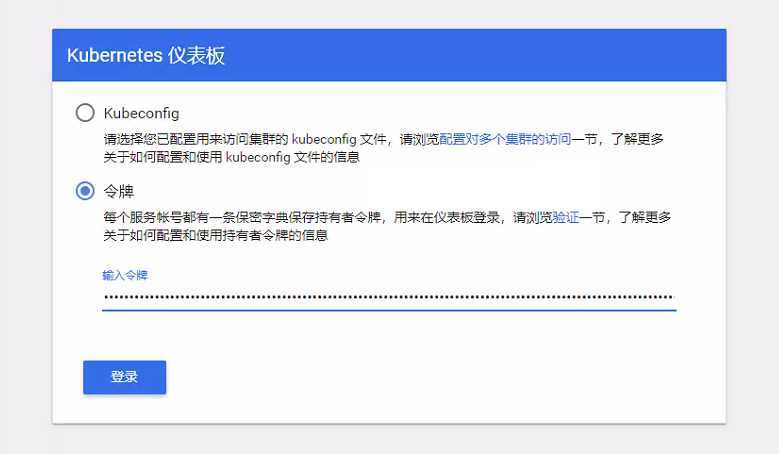 Kubernetes 仪表板
Kubeconfig
请选择您已配置用来访问集群的 kubeconfig 文件，请浏览配置对多个集群的访问一节，了解更多
关于如何配置和使用 kubeconfig 文件的信息
令牌
每个服务帐号都有一条保密字典保存持有者令牌，用来在仪表板登录，请浏览验证一节，了解更多
关于如何配置和使用持有者令牌的信息
输入令牌
登录